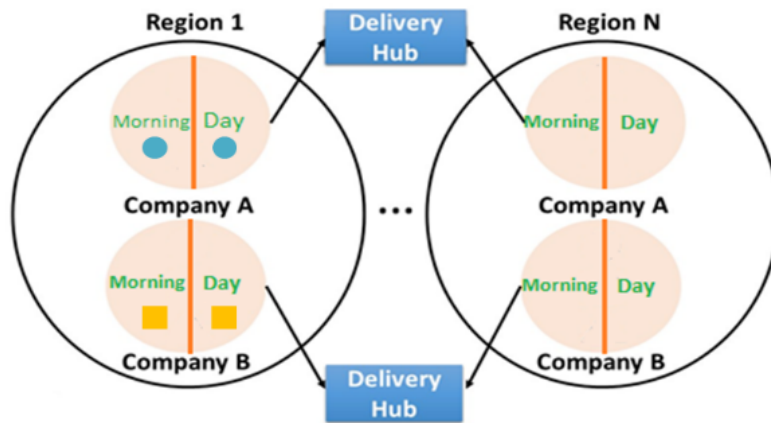 Region 1
Delivery
Hub
Region N
Morning Day
Morning Day
Company A
...
Company A
Morning Day
Morning Day
Company B
Delivery
Hub
Company B